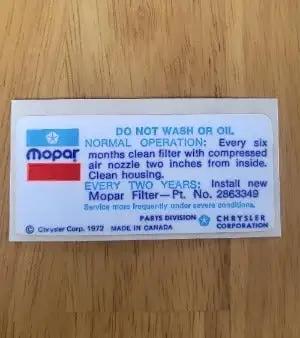 DO NOT WASH OR OIL
mopar
NORMAL OPERATION: Every six
months clean filter with compressed
air nozzle two inches from inside.
Clean housing.
EVERY TWO YEARS: Install new
Mopar Filter—Pt. No. 2863349
Service more frequently under severe conditions.
PARTS DIVISION CHRYSLER
CORPORATION
© Chrysler Corp. 1972 MADE IN CANADA